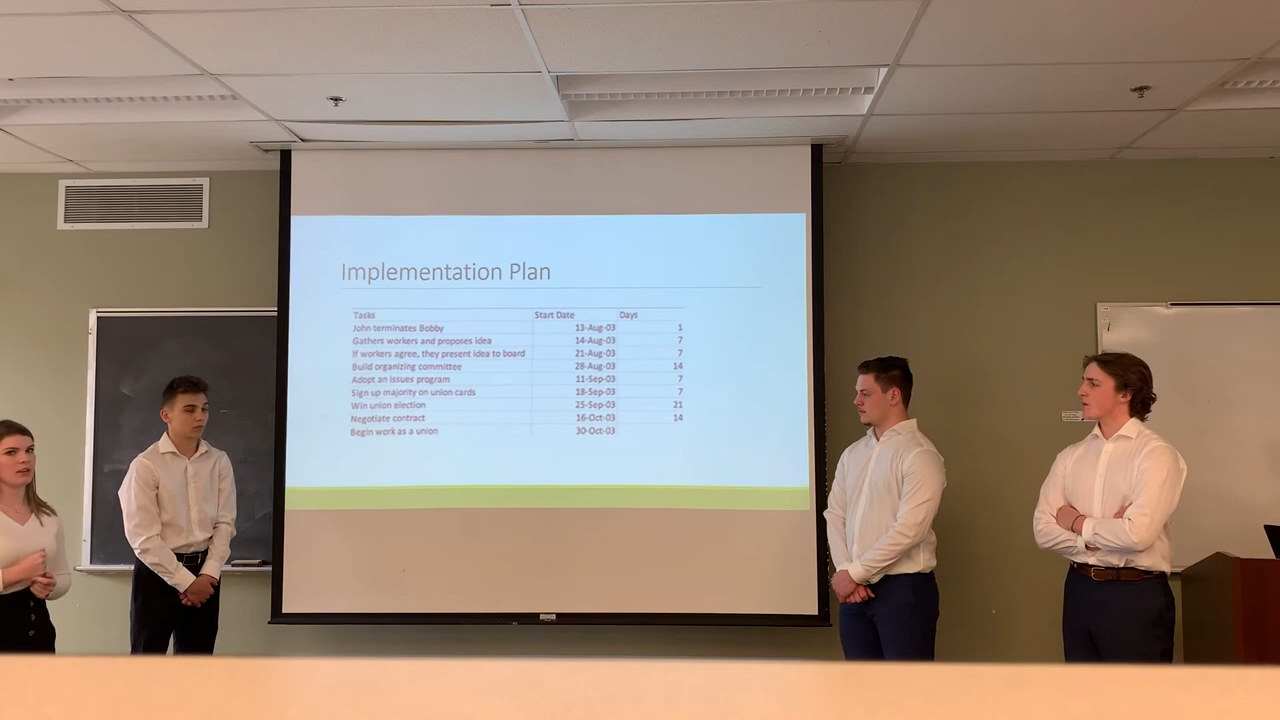 Implementation Plan
Tasks Start Date Days
John terminates Bobby 13-Aug-03 1
Gathers workers and proposes idea 14-Aug-03 7
If workers agree, they present idea to board 21-Aug-03 7
Build organizing committee 28-Aug-03 14
Adopt an issues program 11-Sep-03 7
Sign up majority on union cards 18-Sep-03 7
Win union election 25-Sep-03 21
Negotiate contract 16-Oct-03 14
Begin work as a union 30-Oct-03